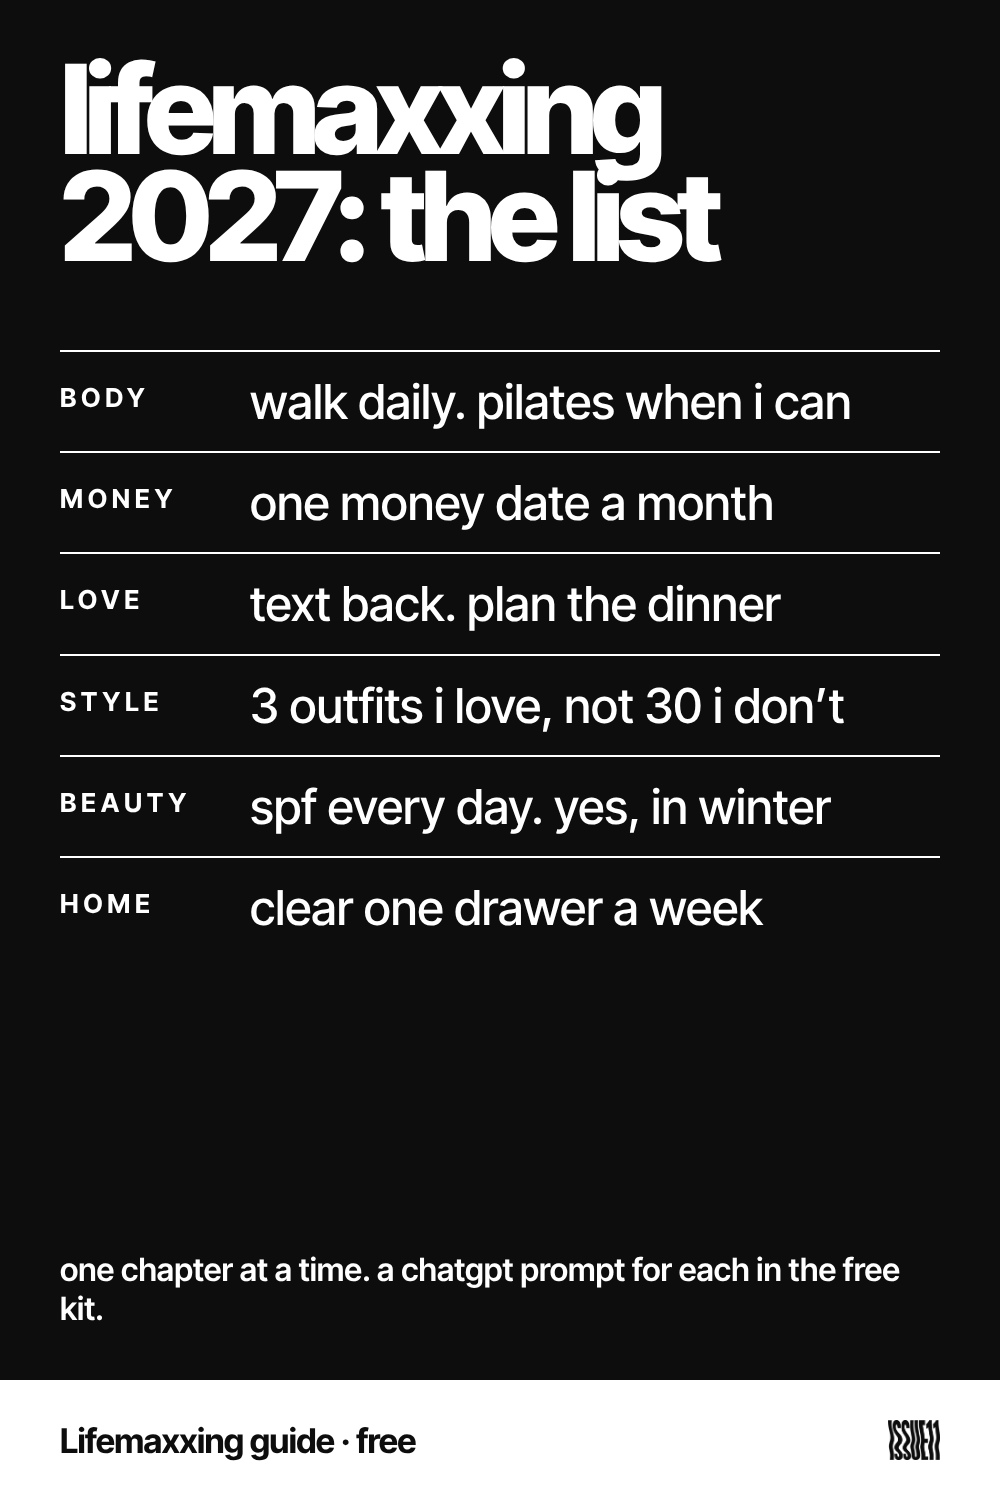 lifemaxxing
2027: the list
BODY walk daily. pilates when i can
MONEY one money date a month
LOVE text back. plan the dinner
STYLE 3 outfits i love, not 30 i don’t
BEAUTY spf every day. yes, in winter
HOME clear one drawer a week
one chapter at a time. a chatgpt prompt for each in the free
kit.
Lifemaxxing guide · free ISSUE11